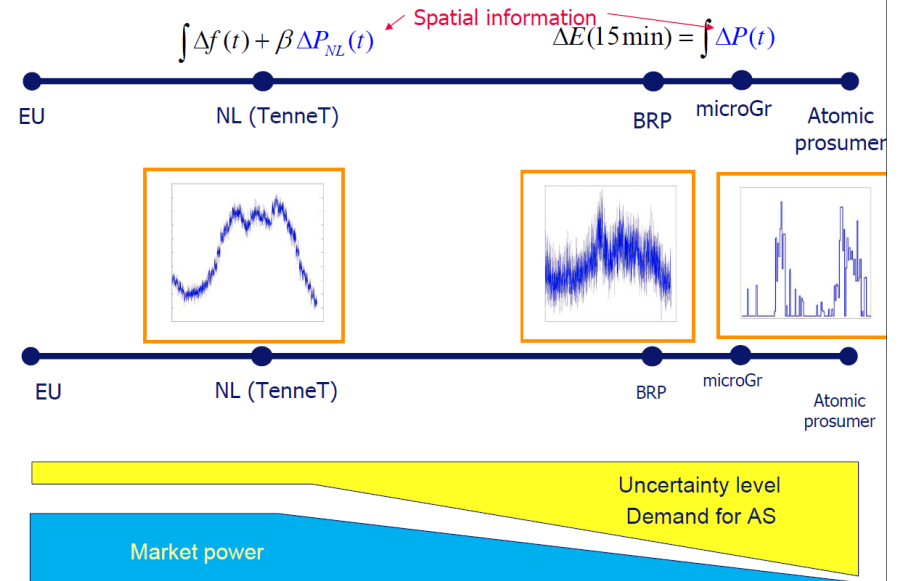 Spatial information
∫Δf(t) + βΔP_NL(t)
ΔE(15min) = ∫ΔP(t)
EU
NL (TenneT)
BRP
microGr
Atomic
prosumer
EU
NL (TenneT)
BRP
microGr
Atomic
prosumer
Uncertainty level
Demand for AS
Market power